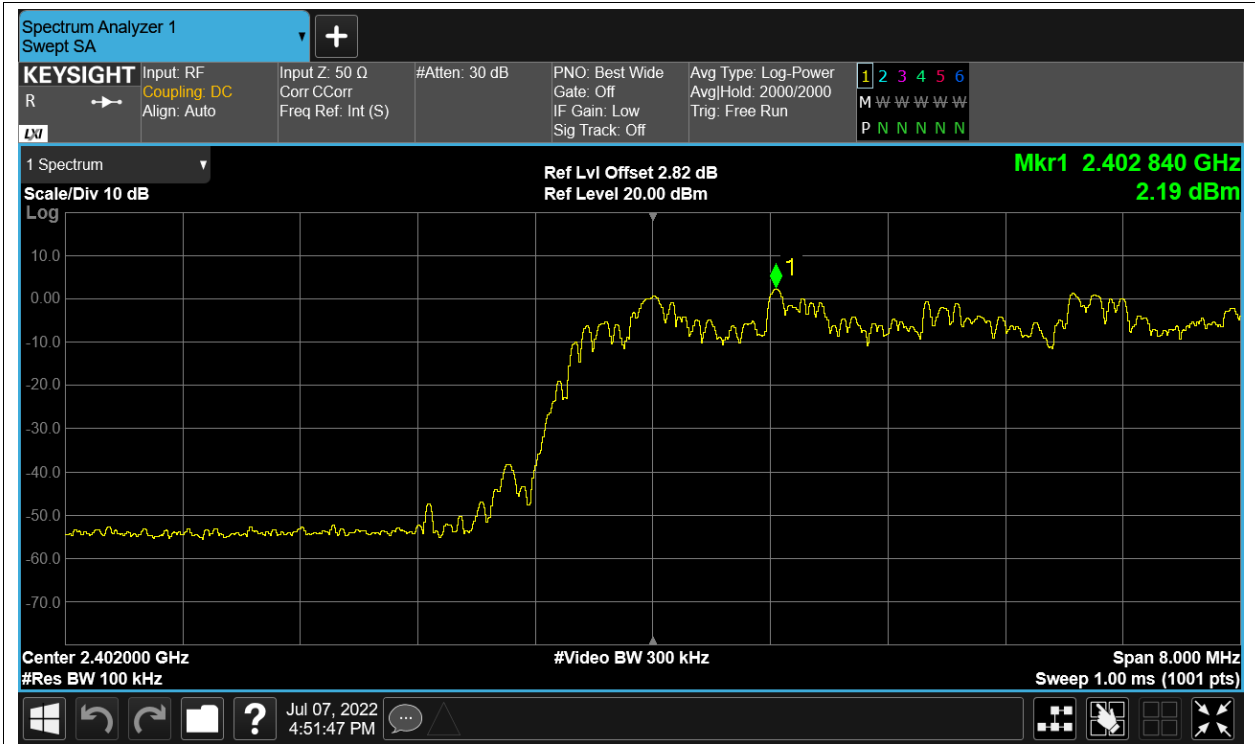 Spectrum Analyzer 1
Swept SA
+
KEYSIGHT
R
LXI
Input: RF
Coupling: DC
Align: Auto
Input Z: 50 Ω
Corr CCorr
Freq Ref: Int (S)
#Atten: 30 dB
PNO: Best Wide
Gate: Off
IF Gain: Low
Sig Track: Off
Avg Type: Log-Power
Avg|Hold: 2000/2000
Trig: Free Run
1 2 3 4 5 6
M W W W W W W
P N N N N N
1 Spectrum
Scale/Div 10 dB
Log
Ref Lvl Offset 2.82 dB
Ref Level 20.00 dBm
Mkr1 2.402 840 GHz
2.19 dBm
10.0
0.00
-10.0
-20.0
-30.0
-40.0
-50.0
-60.0
-70.0
1
Center 2.402000 GHz
#Res BW 100 kHz
#Video BW 300 kHz
Span 8.000 MHz
Sweep 1.00 ms (1001 pts)
?
Jul 07, 2022
4:51:47 PM